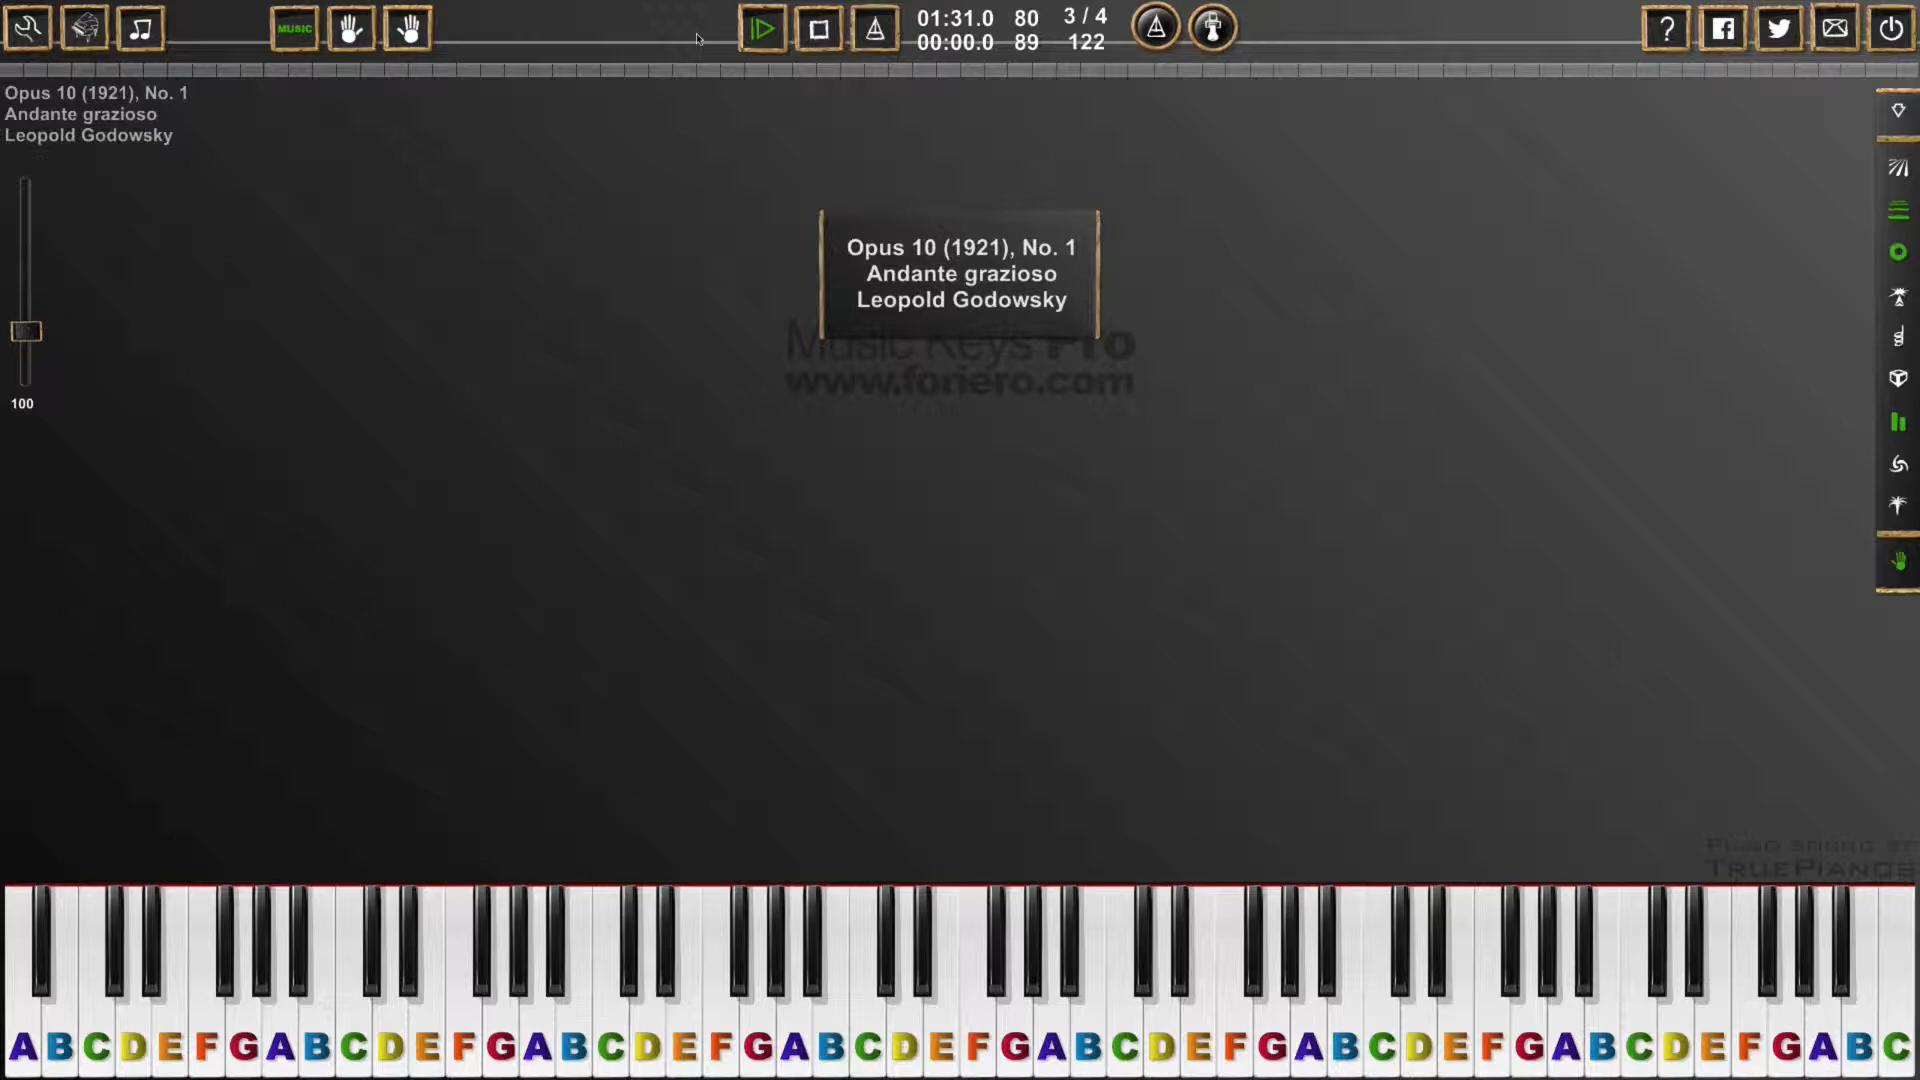 MUSIC
01:31.0 80 3 / 4
00:00.0 89 122
?
Opus 10 (1921), No. 1
Andante grazioso
Leopold Godowsky
100
Opus 10 (1921), No. 1
Andante grazioso
Leopold Godowsky
Music Keys Pro
www.foriero.com
TruePianos
A B C D E F G A B C D E F G A B C D E F G A B C D E F G A B C D E F G A B C D E F G A B C D E F G A B C